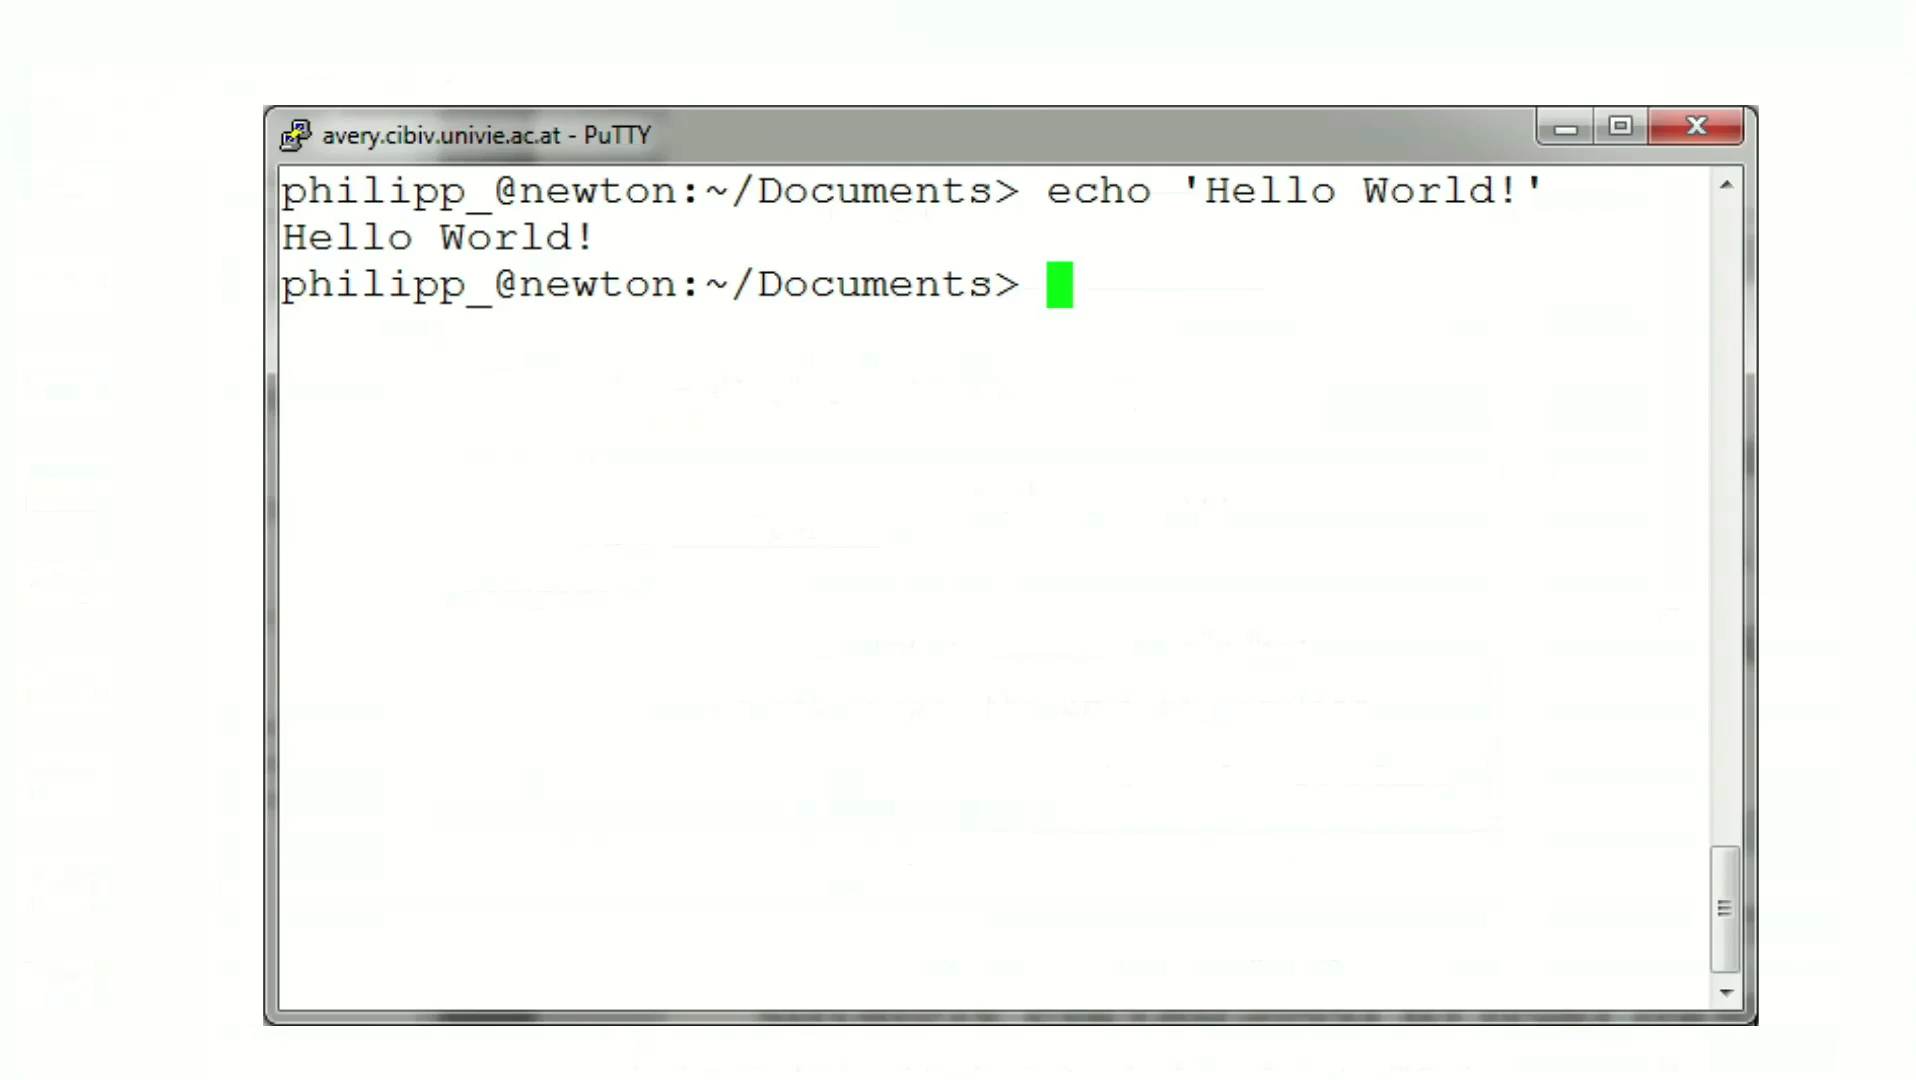 avery.cibiv.univie.ac.at - PuTTY
philipp_@newton:~/Documents> echo 'Hello World!'
Hello World!
philipp_@newton:~/Documents>